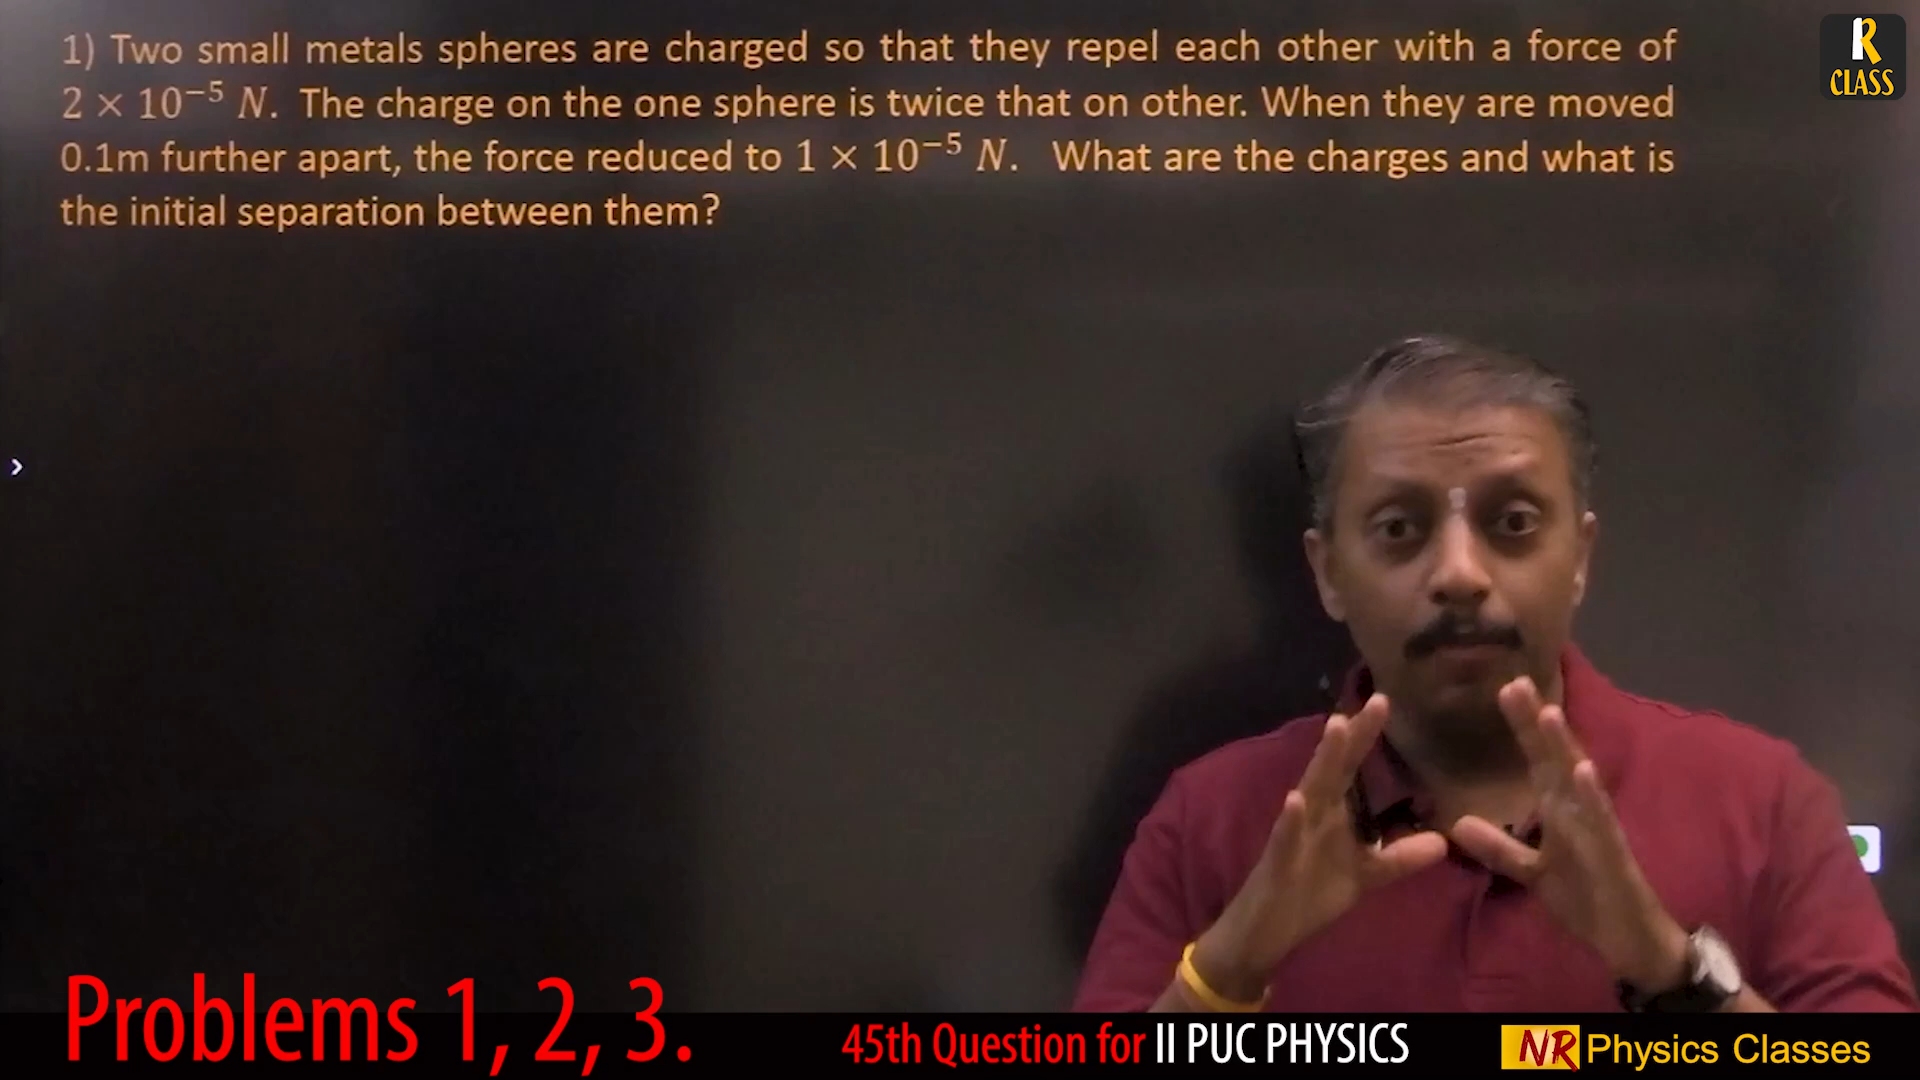 1) Two small metals spheres are charged so that they repel each other with a force of
2 × 10⁻⁵ N. The charge on the one sphere is twice that on other. When they are moved
0.1m further apart, the force reduced to 1 × 10⁻⁵ N. What are the charges and what is
the initial separation between them?
R
CLASS
Problems 1, 2, 3.
45th Question for II PUC PHYSICS
NR Physics Classes